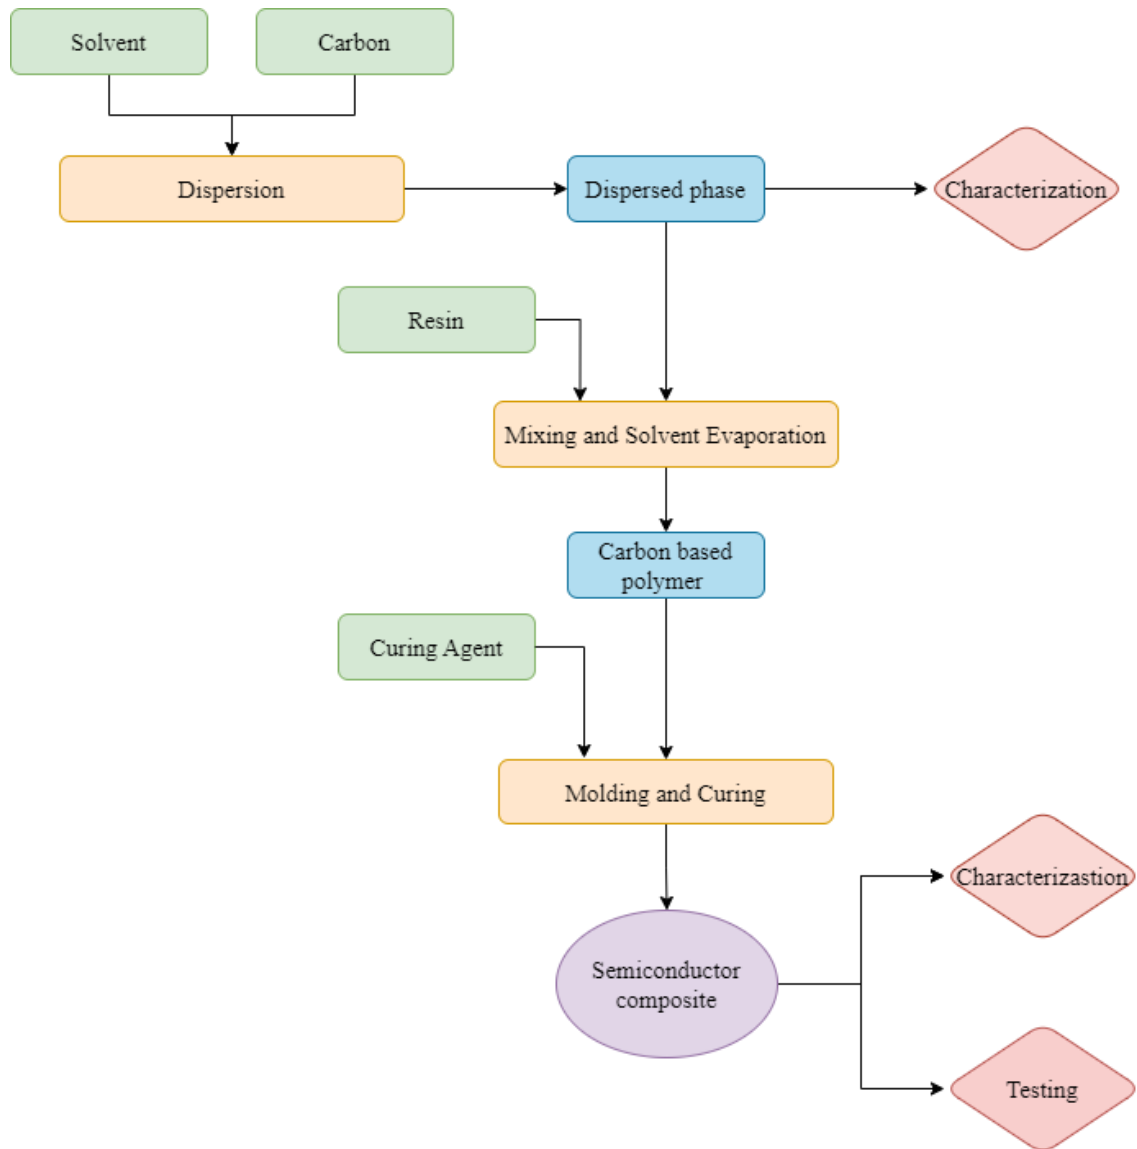 Solvent
Carbon
Dispersion
Dispersed phase
Characterization
Resin
Mixing and Solvent Evaporation
Carbon based
polymer
Curing Agent
Molding and Curing
Characterizastion
Semiconductor
composite
Testing